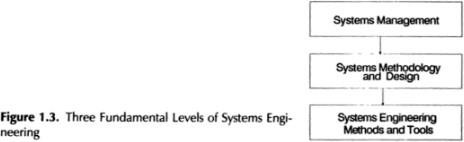 Systems Management
Systems Methodology
and Design
Systems Engineering
Methods and Tools
Figure 1.3. Three Fundamental Levels of Systems Engi-
neering